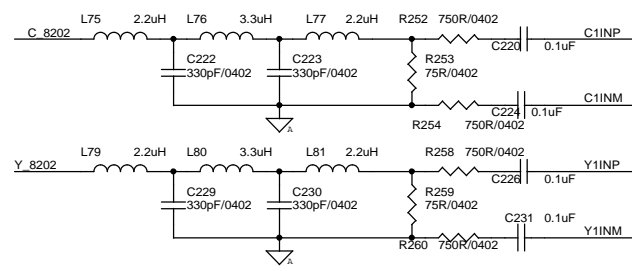 L75 2.2uH L76 3.3uH L77 2.2uH R252 750R/0402
C_8202 C220 0.1uF C1INP
C222 330pF/0402
C223 330pF/0402
R253 75R/0402
C1INM
C224 0.1uF
R254 750R/0402
A
L79 2.2uH L80 3.3uH L81 2.2uH R258 750R/0402
Y_8202 C226 0.1uF Y1INP
C229 330pF/0402
C230 330pF/0402
R259 75R/0402
C231 0.1uF
Y1INM
R260 750R/0402
A